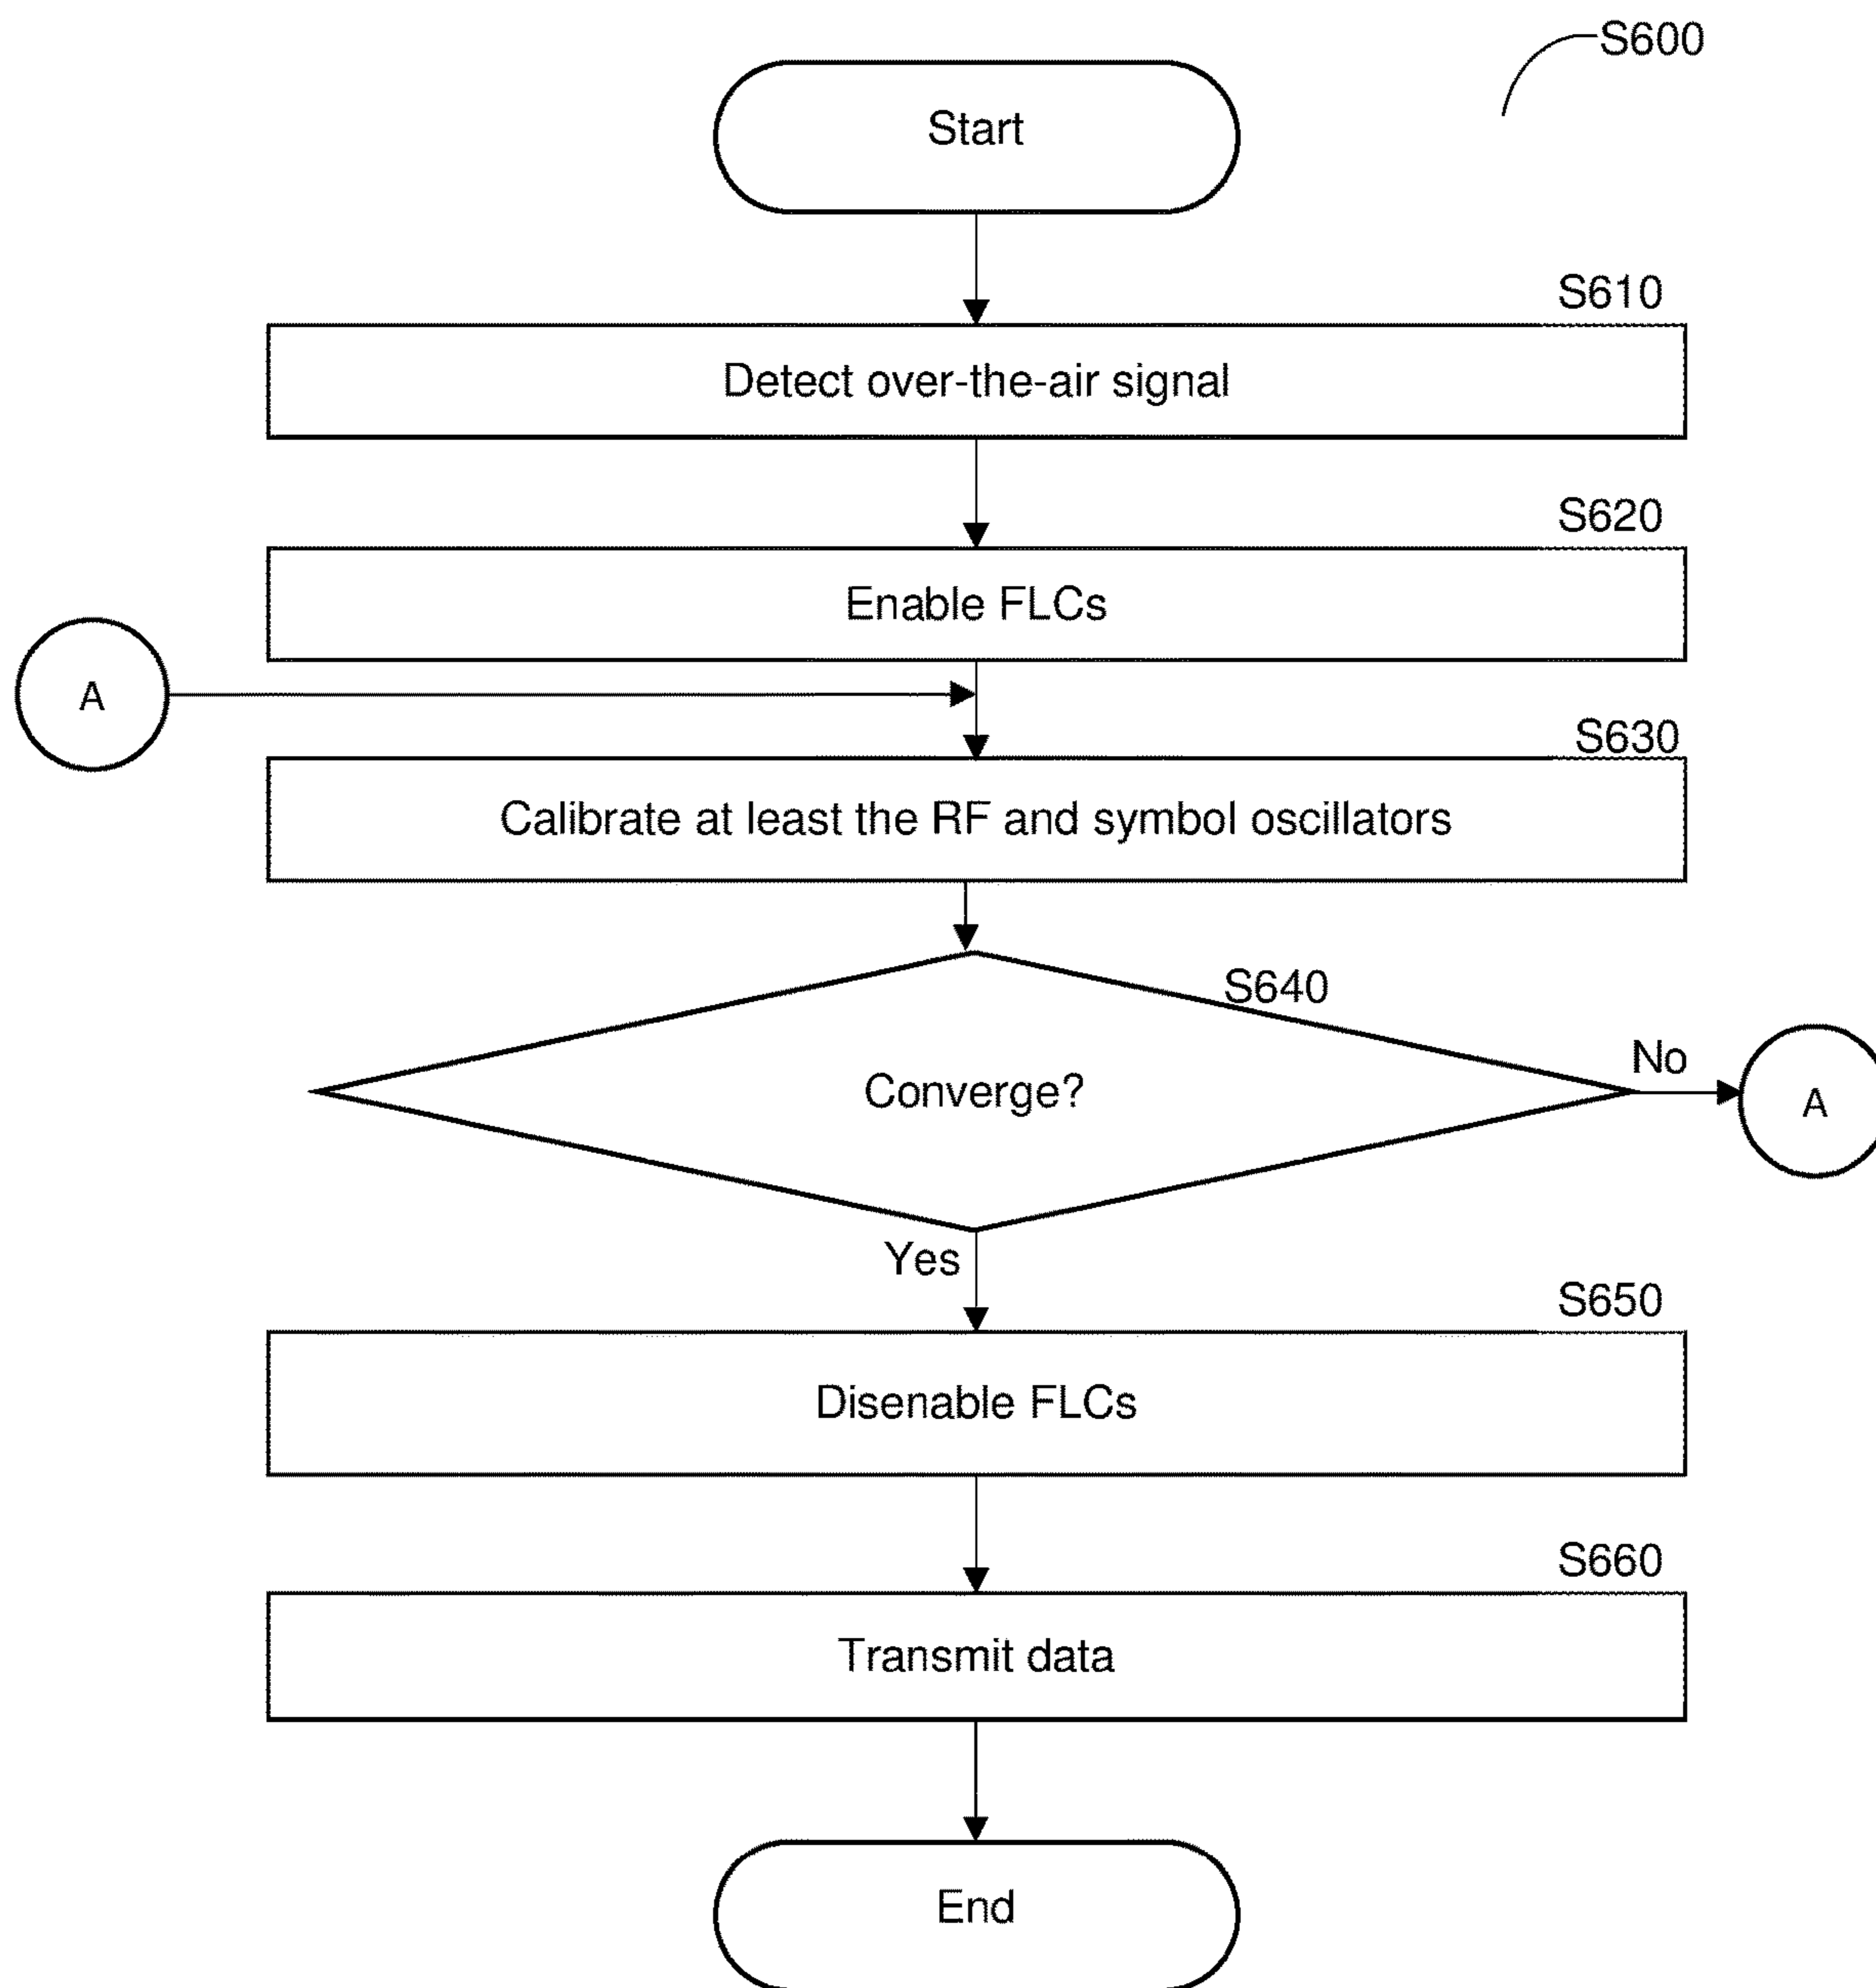 S600
Start
S610
Detect over-the-air signal
S620
Enable FLCs
A
S630
Calibrate at least the RF and symbol oscillators
S640
Converge?
No
A
Yes
S650
Disenable FLCs
S660
Transmit data
End